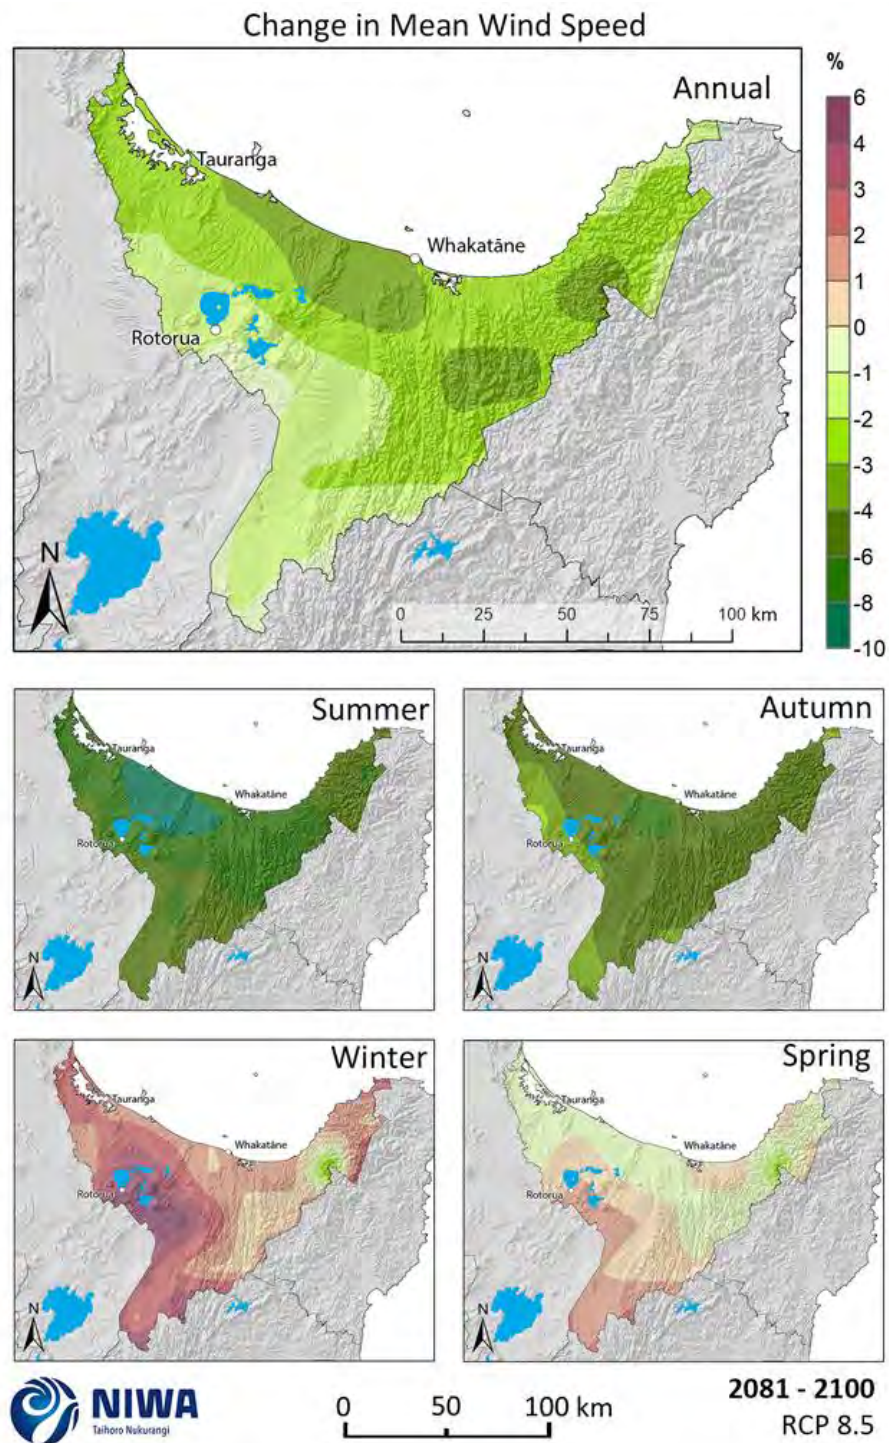 Change in Mean Wind Speed
Annual
%
6
4
3
2
1
0
-1
-2
-3
-4
-6
-8
-10
Tauranga
Whakatāne
Rotorua
N
0 25 50 75 100 km
Summer
Tauranga
Whakatāne
Rotorua
N
Autumn
Tauranga
Whakatāne
Rotorua
N
Winter
Tauranga
Whakatāne
Rotorua
N
Spring
Tauranga
Whakatāne
Rotorua
N
NIWA
Taihoro Nukurangi
0 50 100 km
2081 - 2100
RCP 8.5